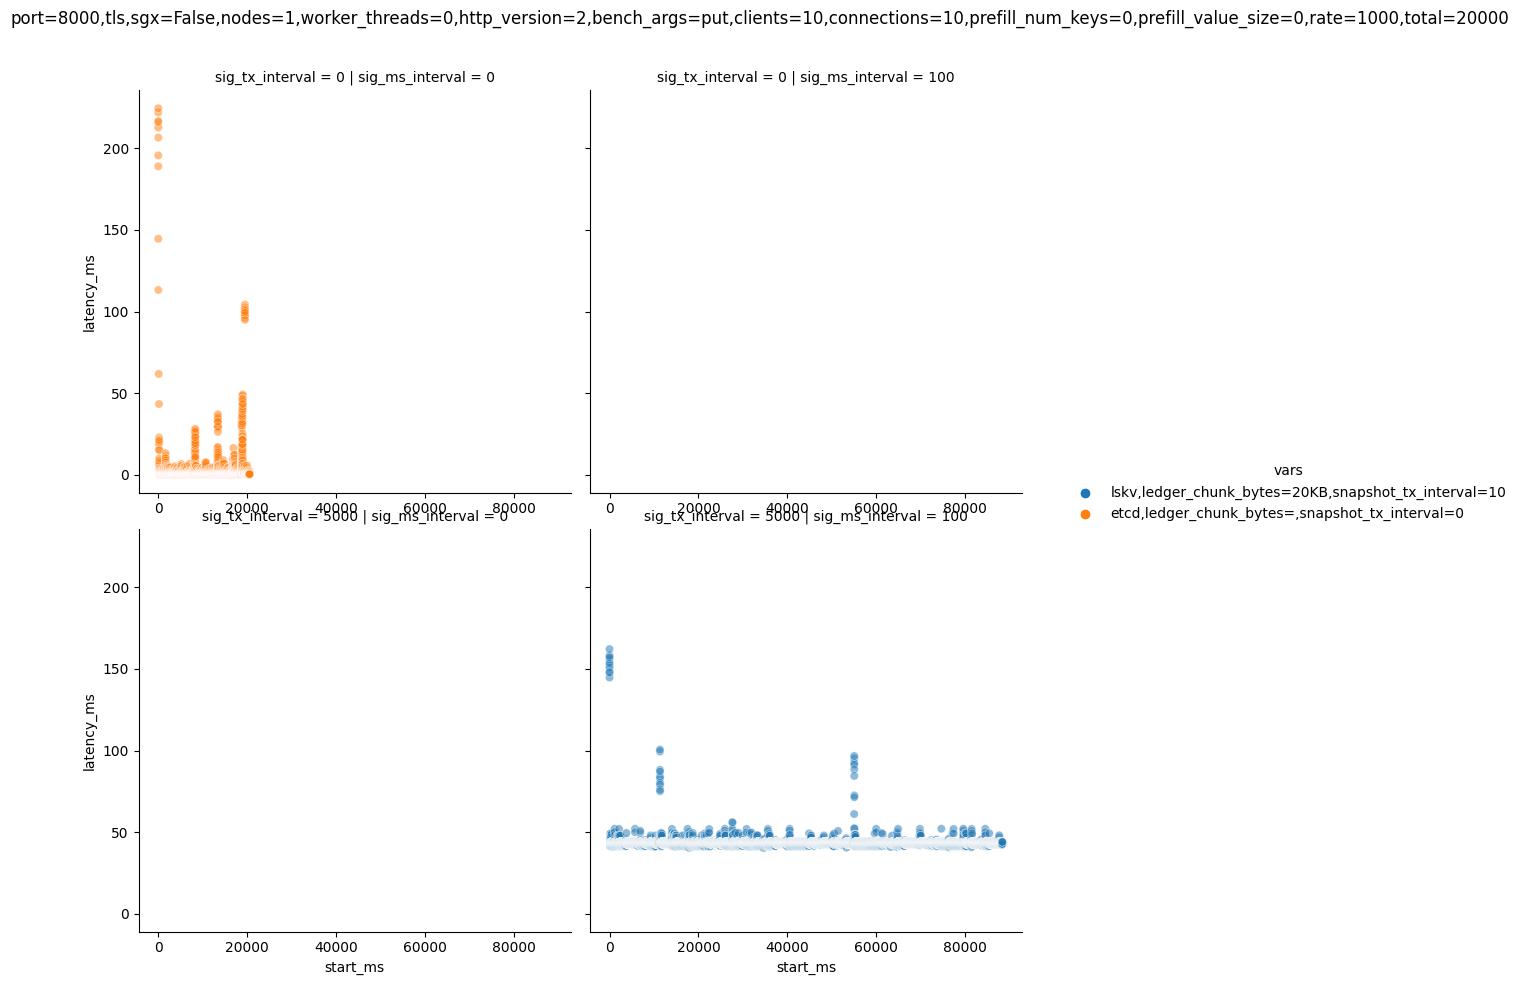 port=8000,tls,sgx=False,nodes=1,worker_threads=0,http_version=2,bench_args=put,clients=10,connections=10,prefill_num_keys=0,prefill_value_size=0,rate=1000,total=20000
sig_tx_interval = 0 | sig_ms_interval = 0
sig_tx_interval = 0 | sig_ms_interval = 100
200
150
100
50
0
latency_ms
0 20000 40000 60000 80000
0 20000 40000 60000 80000
sig_tx_interval = 5000 | sig_ms_interval = 0
sig_tx_interval = 5000 | sig_ms_interval = 100
200
150
100
50
0
latency_ms
0 20000 40000 60000 80000
start_ms
0 20000 40000 60000 80000
start_ms
vars
lskv,ledger_chunk_bytes=20KB,snapshot_tx_interval=10
etcd,ledger_chunk_bytes=,snapshot_tx_interval=0